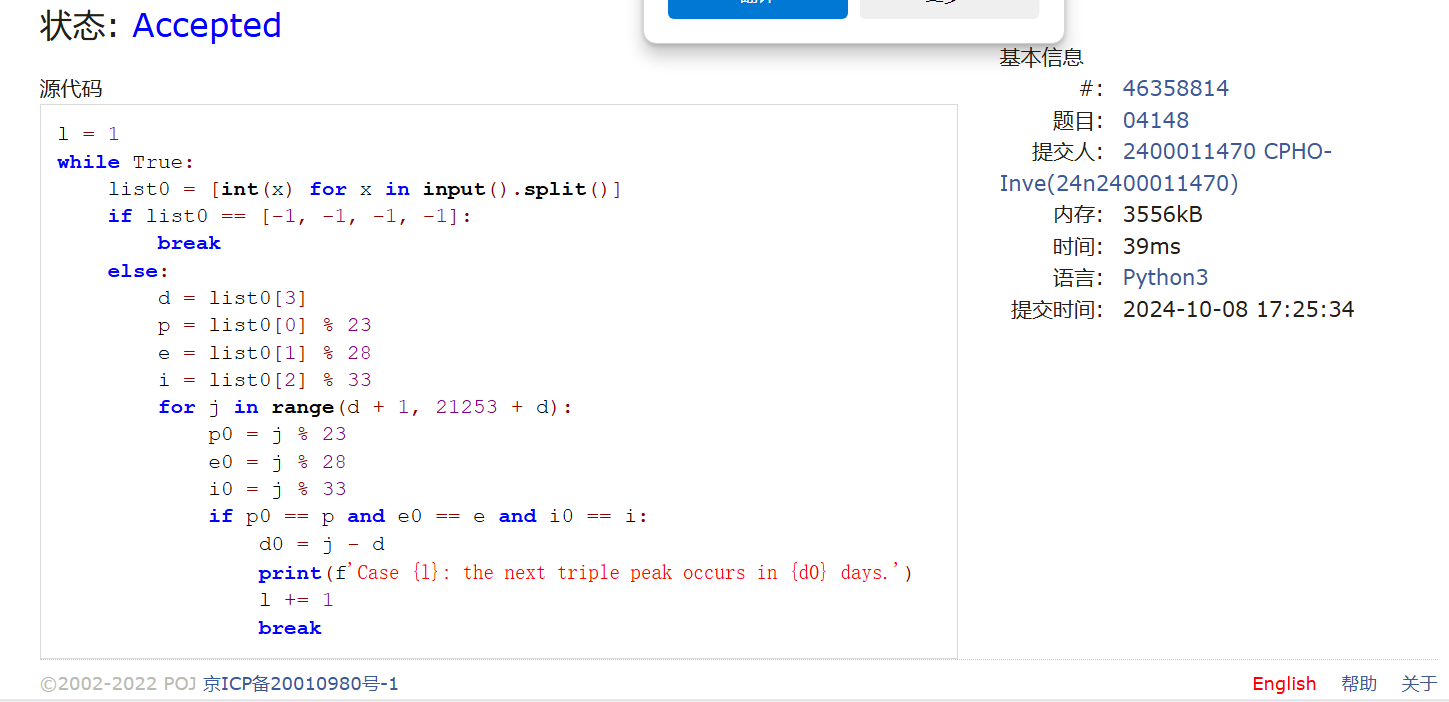 状态: Accepted
源代码
l = 1
while True:
    list0 = [int(x) for x in input().split()]
    if list0 == [-1, -1, -1, -1]:
        break
    else:
        d = list0[3]
        p = list0[0] % 23
        e = list0[1] % 28
        i = list0[2] % 33
        for j in range(d + 1, 21253 + d):
            p0 = j % 23
            e0 = j % 28
            i0 = j % 33
            if p0 == p and e0 == e and i0 == i:
                d0 = j - d
                print(f'Case {l}: the next triple peak occurs in {d0} days.')
                l += 1
                break
基本信息
#: 46358814
题目: 04148
提交人: 2400011470 CPHO-
Inve(24n2400011470)
内存: 3556kB
时间: 39ms
语言: Python3
提交时间: 2024-10-08 17:25:34
©2002-2022 POJ 京ICP备20010980号-1
English 帮助 关于